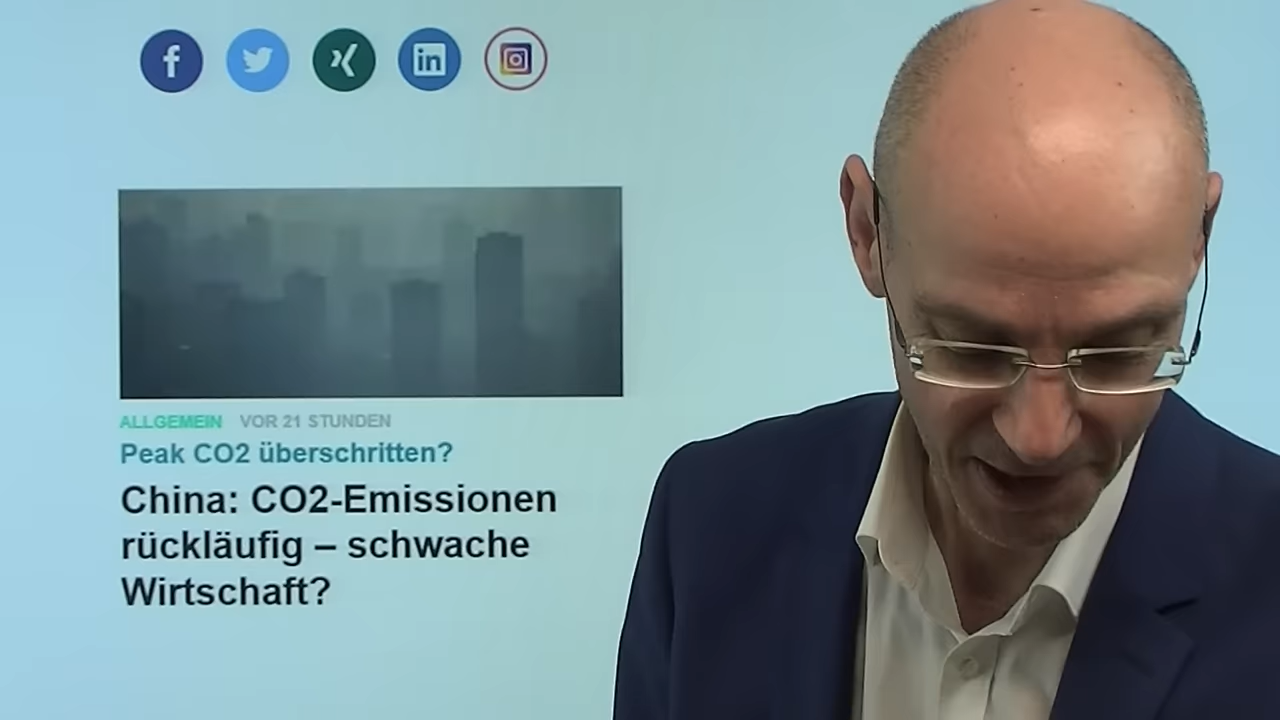 ALLGEMEIN VOR 21 STUNDEN
Peak CO2 überschritten?
China: CO2-Emissionen
rückläufig – schwache
Wirtschaft?